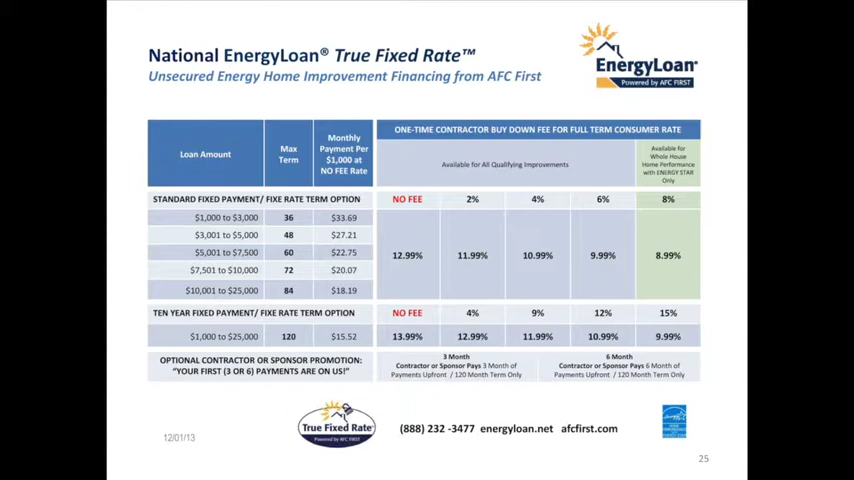 National EnergyLoan® True Fixed Rate™
Unsecured Energy Home Improvement Financing from AFC First
EnergyLoan®
Powered by AFC FIRST
Loan Amount
Max
Term
Monthly
Payment Per
$1,000 at
NO FEE Rate
ONE-TIME CONTRACTOR BUY DOWN FEE FOR FULL TERM CONSUMER RATE
Available for All Qualifying Improvements
Available for
Whole House
Home Performance
with ENERGY STAR
Only
STANDARD FIXED PAYMENT/ FIXE RATE TERM OPTION NO FEE 2% 4% 6% 8%
$1,000 to $3,000 36 $33.69
$3,001 to $5,000 48 $27.21
$5,001 to $7,500 60 $22.75
12.99% 11.99% 10.99% 9.99% 8.99%
$7,501 to $10,000 72 $20.07
$10,001 to $25,000 84 $18.19
TEN YEAR FIXED PAYMENT/ FIXE RATE TERM OPTION NO FEE 4% 9% 12% 15%
$1,000 to $25,000 120 $15.52 13.99% 12.99% 11.99% 10.99% 9.99%
OPTIONAL CONTRACTOR OR SPONSOR PROMOTION:
"YOUR FIRST (3 OR 6) PAYMENTS ARE ON US!"
3 Month
Contractor or Sponsor Pays 3 Month of
Payments Upfront / 120 Month Term Only
6 Month
Contractor or Sponsor Pays 6 Month of
Payments Upfront / 120 Month Term Only
True Fixed Rate™
Powered by AFC FIRST
(888) 232 -3477 energyloan.net afcfirst.com
12/01/13
25